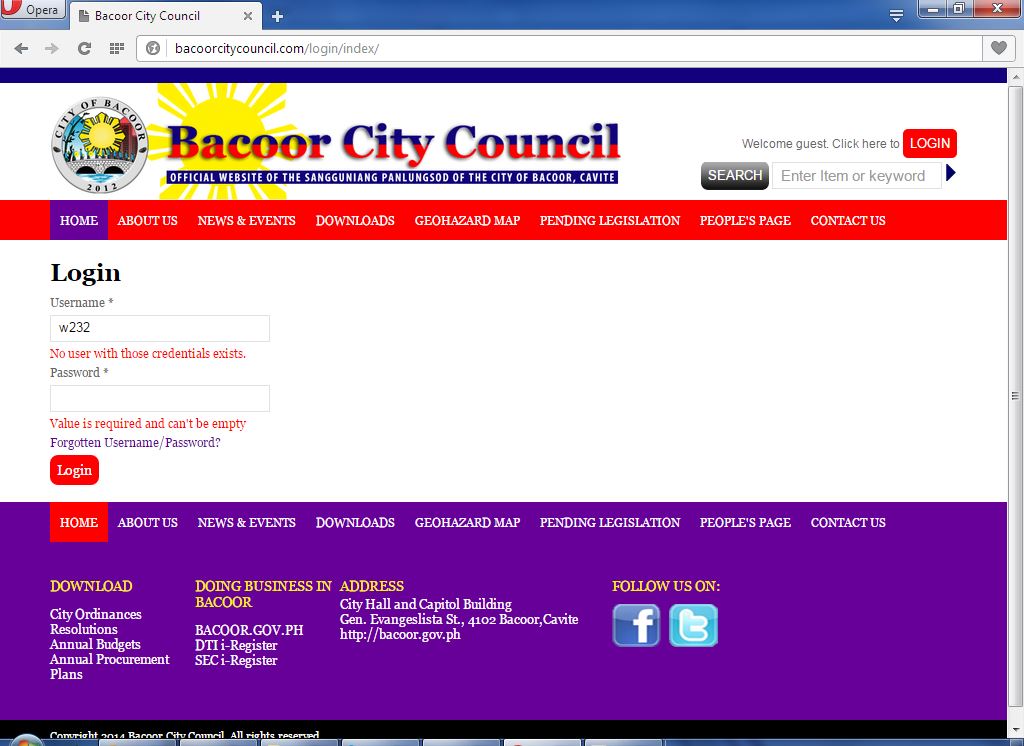 Opera
Bacoor City Council
bacoorcitycouncil.com/login/index/
CITY OF BACOOR
2012
Bacoor City Council
OFFICIAL WEBSITE OF THE SANGGUNIANG PANLUNGSOD OF THE CITY OF BACOOR, CAVITE
Welcome guest. Click here to LOGIN
SEARCH Enter Item or keyword
HOME ABOUT US NEWS & EVENTS DOWNLOADS GEOHAZARD MAP PENDING LEGISLATION PEOPLE'S PAGE CONTACT US
Login
Username *
w232
No user with those credentials exists.
Password *
Value is required and can't be empty
Forgotten Username/Password?
Login
HOME ABOUT US NEWS & EVENTS DOWNLOADS GEOHAZARD MAP PENDING LEGISLATION PEOPLE'S PAGE CONTACT US
DOWNLOAD
City Ordinances
Resolutions
Annual Budgets
Annual Procurement
Plans
DOING BUSINESS IN
BACOOR
BACOOR.GOV.PH
DTI i-Register
SEC i-Register
ADDRESS
City Hall and Capitol Building
Gen. Evangeslista St., 4102 Bacoor,Cavite
http://bacoor.gov.ph
FOLLOW US ON:
f
t
Copyright 2014 Bacoor City Council. All rights reserved